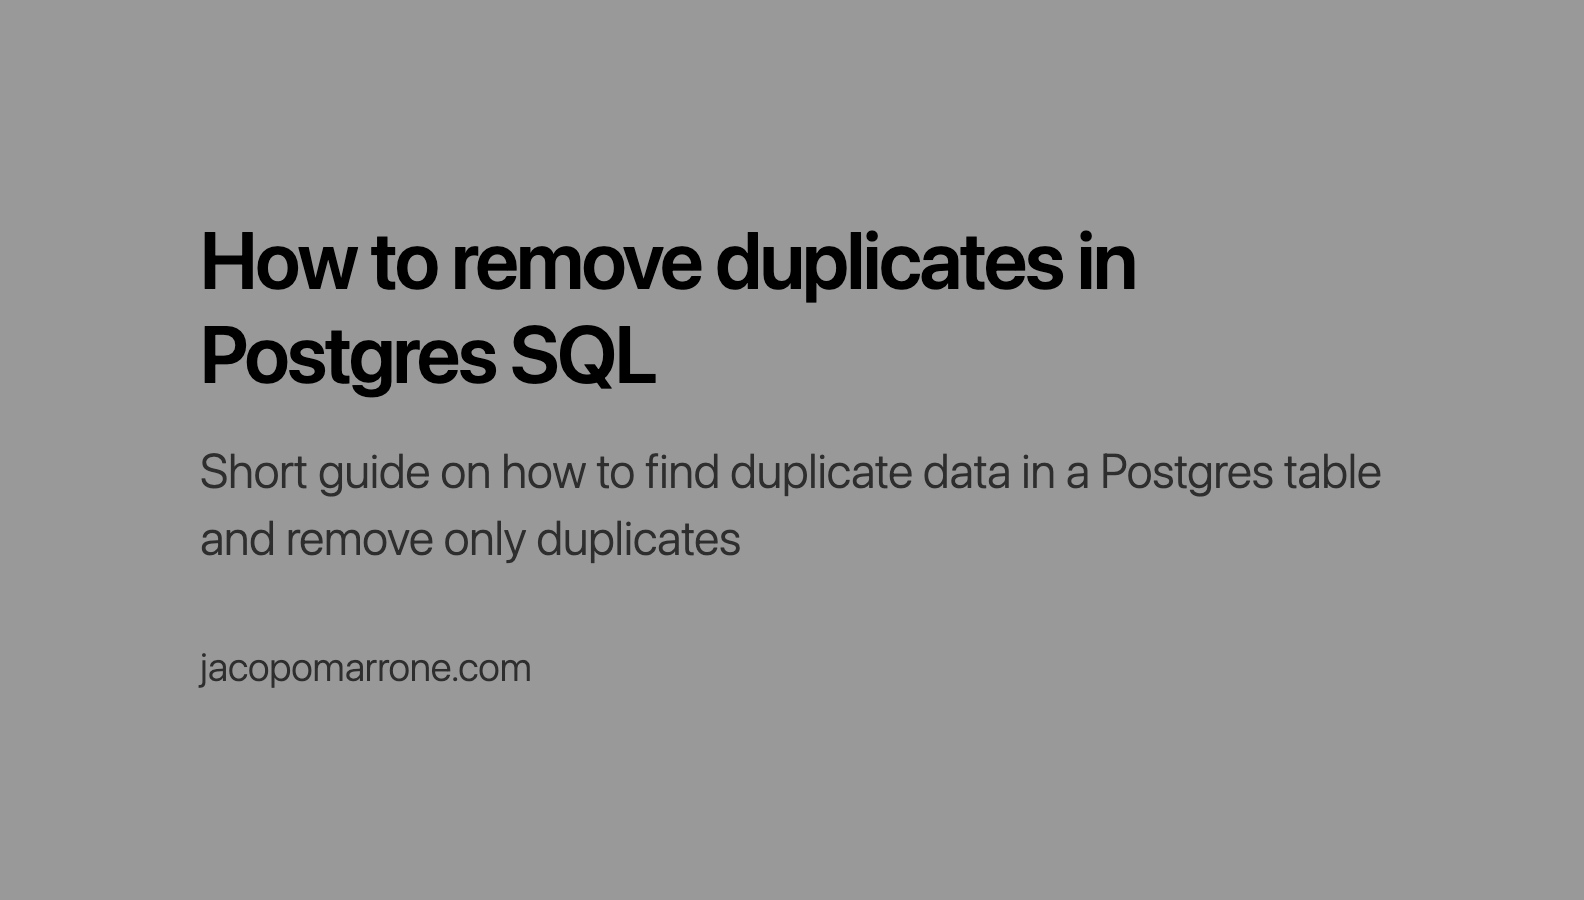 How to remove duplicates in
Postgres SQL
Short guide on how to find duplicate data in a Postgres table
and remove only duplicates
jacopomarrone.com